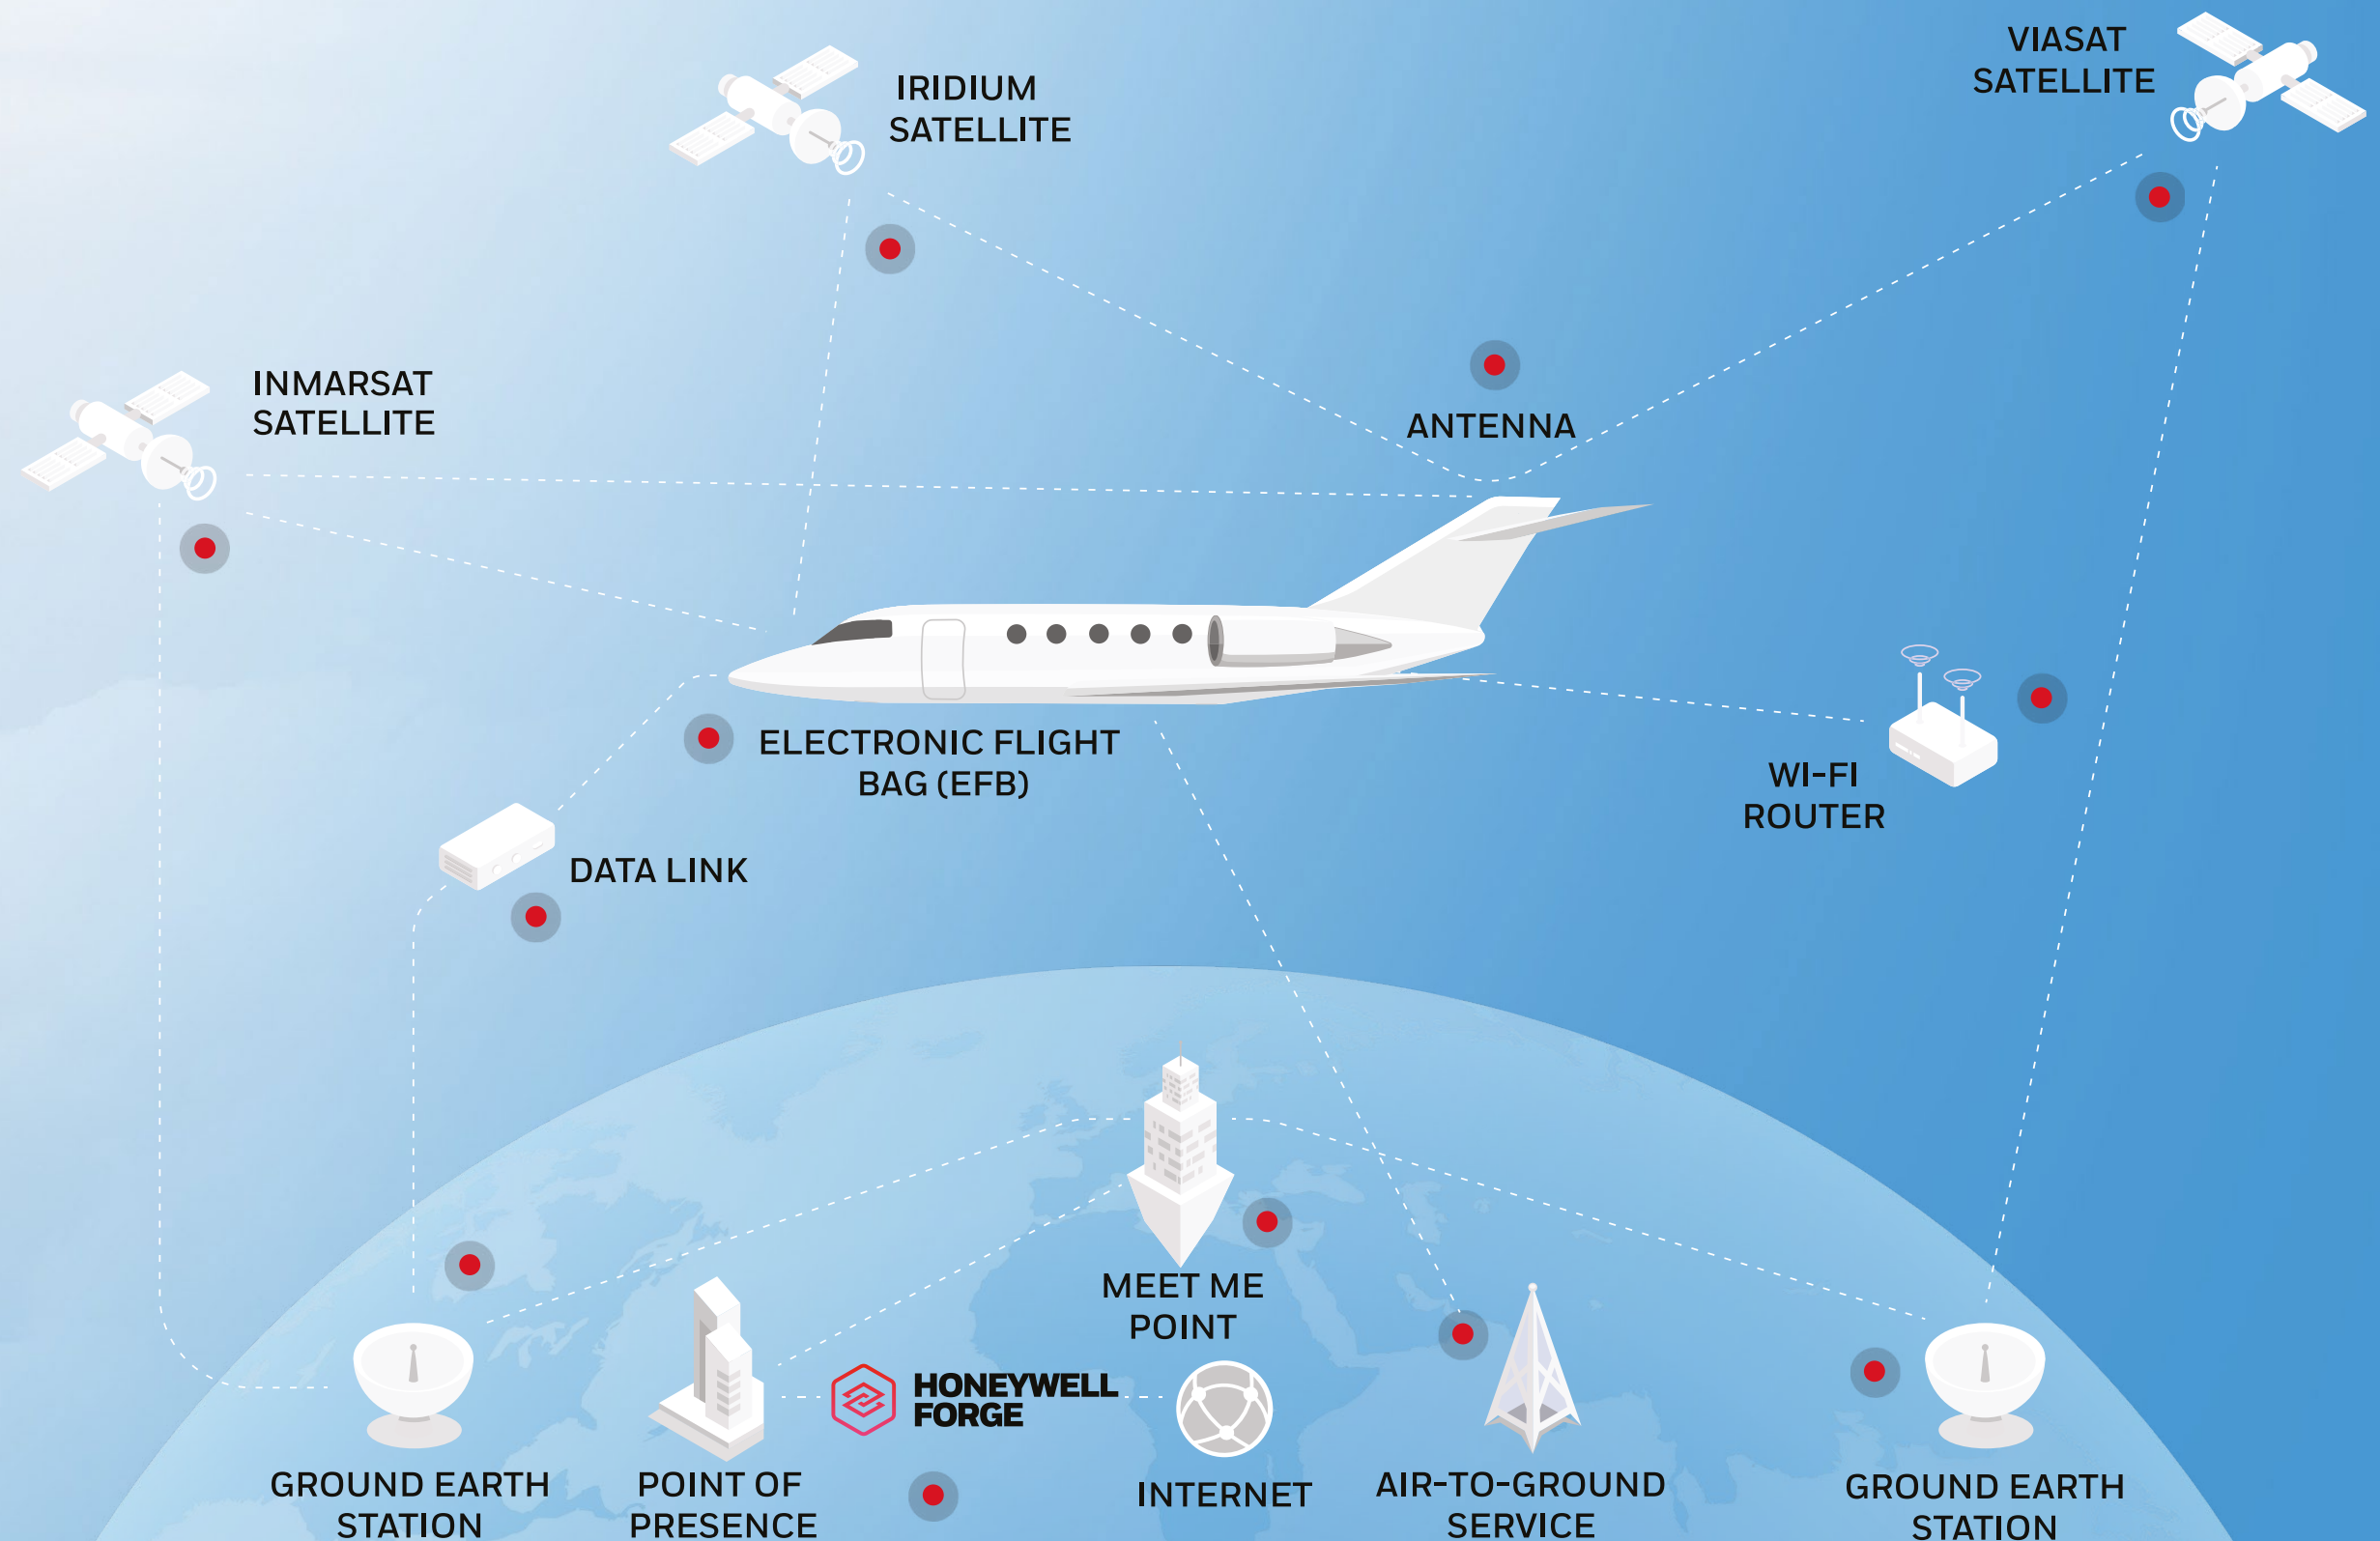 VIASAT
SATELLITE
IRIDIUM
SATELLITE
INMARSAT
SATELLITE
ANTENNA
ELECTRONIC FLIGHT
BAG (EFB)
WI-FI
ROUTER
DATA LINK
MEET ME
POINT
HONEYWELL
FORGE
GROUND EARTH
STATION
POINT OF
PRESENCE
INTERNET
AIR-TO-GROUND
SERVICE
GROUND EARTH
STATION